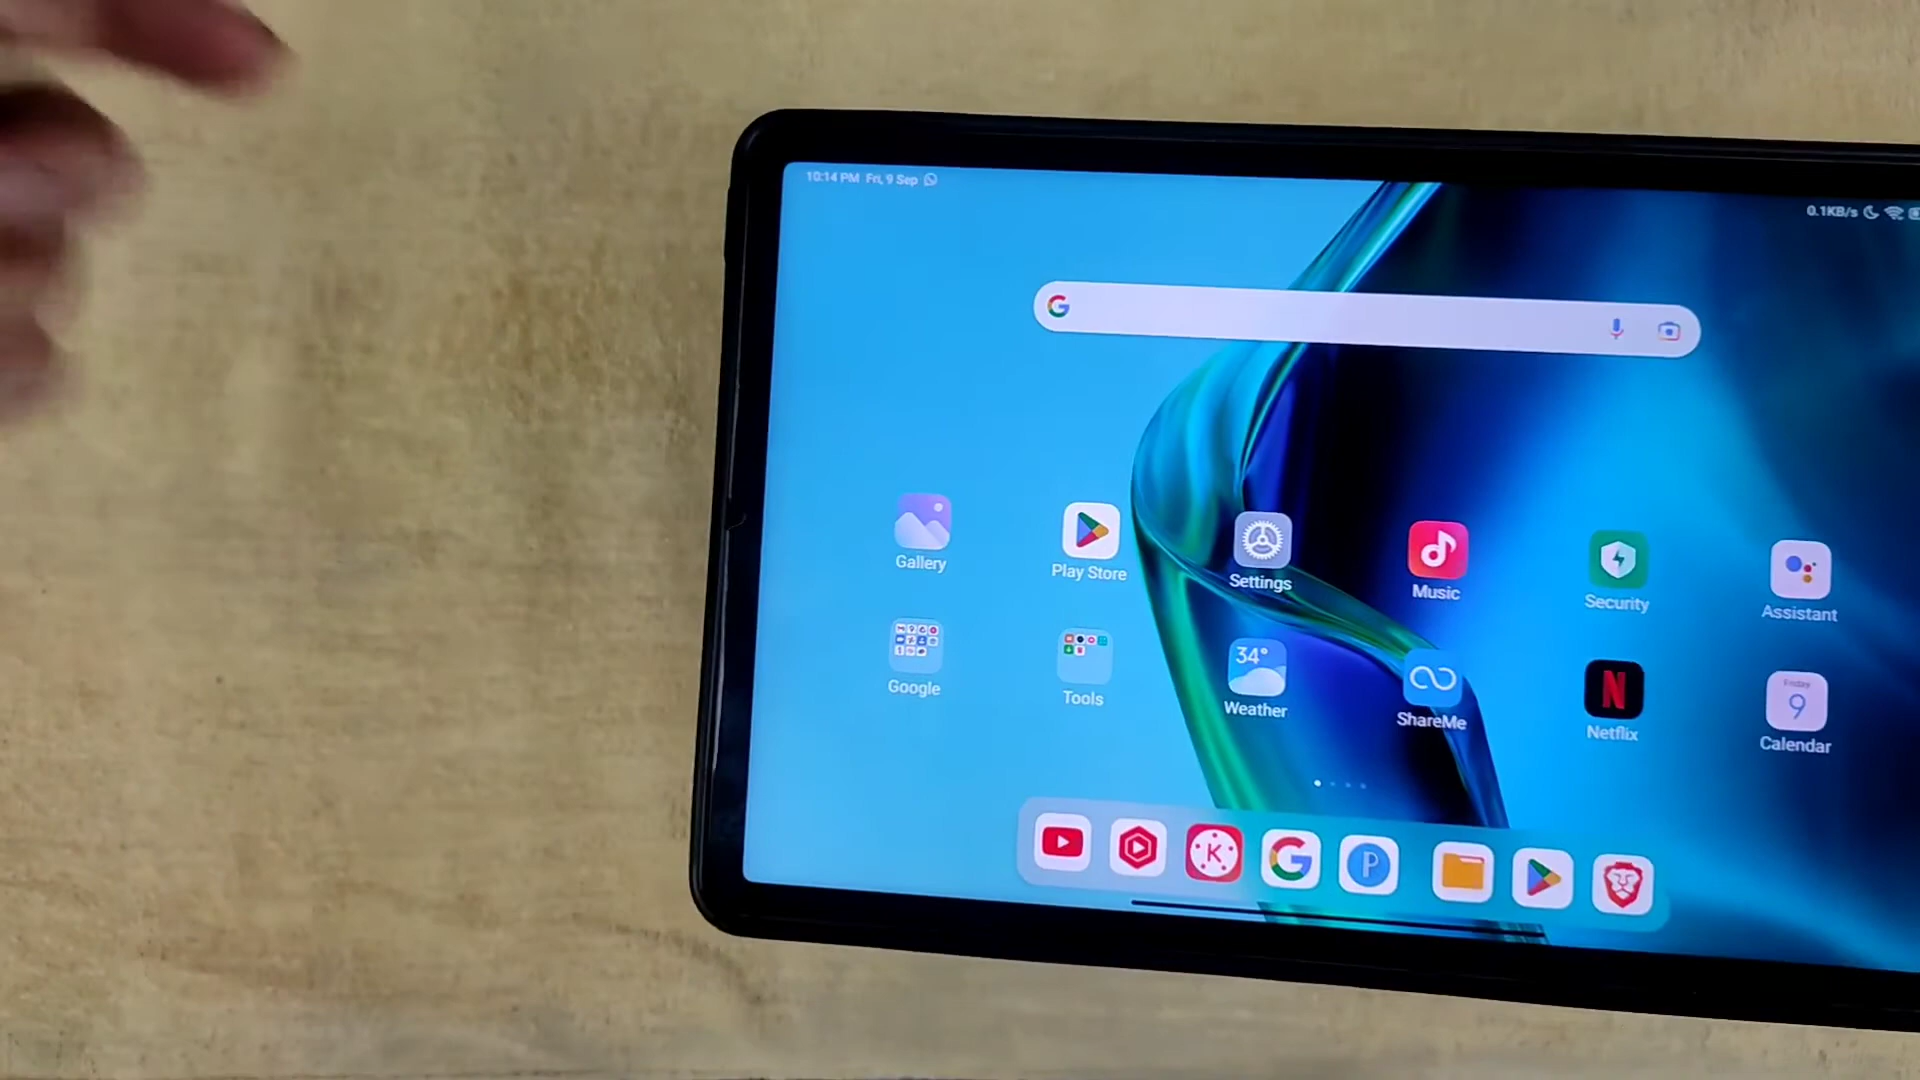 10:14 PM Fri, 9 Sep
0.1KB/s
Gallery
Play Store
Settings
Music
Security
Assistant
Google
Tools
34°
Weather
ShareMe
N
Netflix
Friday
9
Calendar
K
G
P